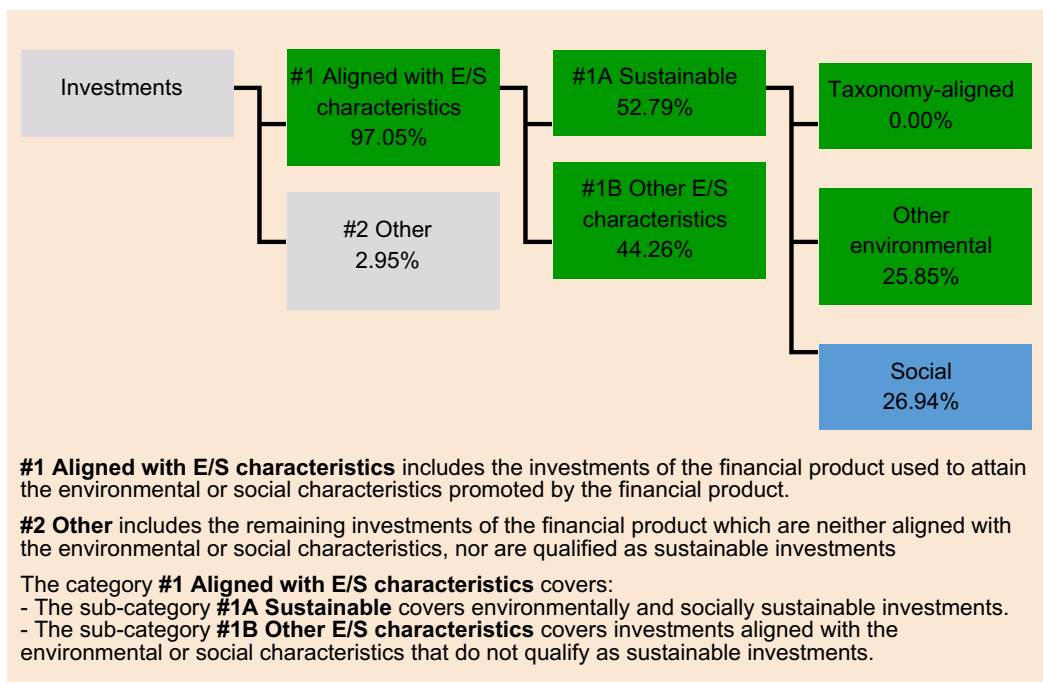 Investments
#1 Aligned with E/S
characteristics
97.05%
#2 Other
2.95%
#1A Sustainable
52.79%
#1B Other E/S
characteristics
44.26%
Taxonomy-aligned
0.00%
Other
environmental
25.85%
Social
26.94%
#1 Aligned with E/S characteristics includes the investments of the financial product used to attain
the environmental or social characteristics promoted by the financial product.
#2 Other includes the remaining investments of the financial product which are neither aligned with
the environmental or social characteristics, nor are qualified as sustainable investments
The category #1 Aligned with E/S characteristics covers:
- The sub-category #1A Sustainable covers environmentally and socially sustainable investments.
- The sub-category #1B Other E/S characteristics covers investments aligned with the
environmental or social characteristics that do not qualify as sustainable investments.